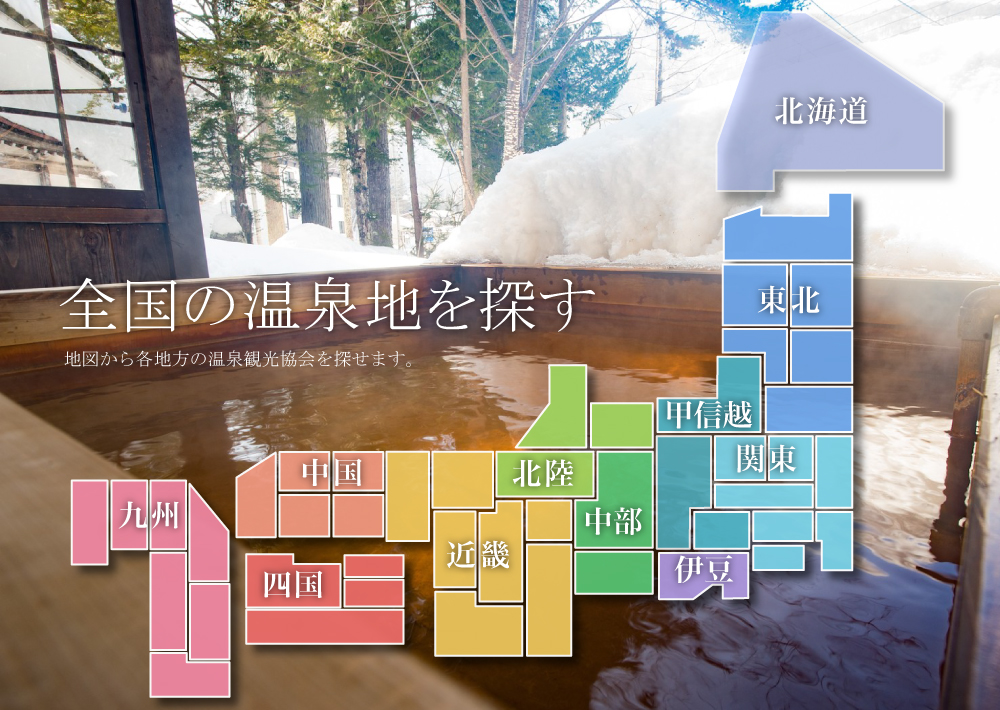 全国の温泉地を探す
地図から各地方の温泉観光協会を探せます。
北海道
東北
甲信越
関東
北陸
中部
伊豆
中国
近畿
四国
九州